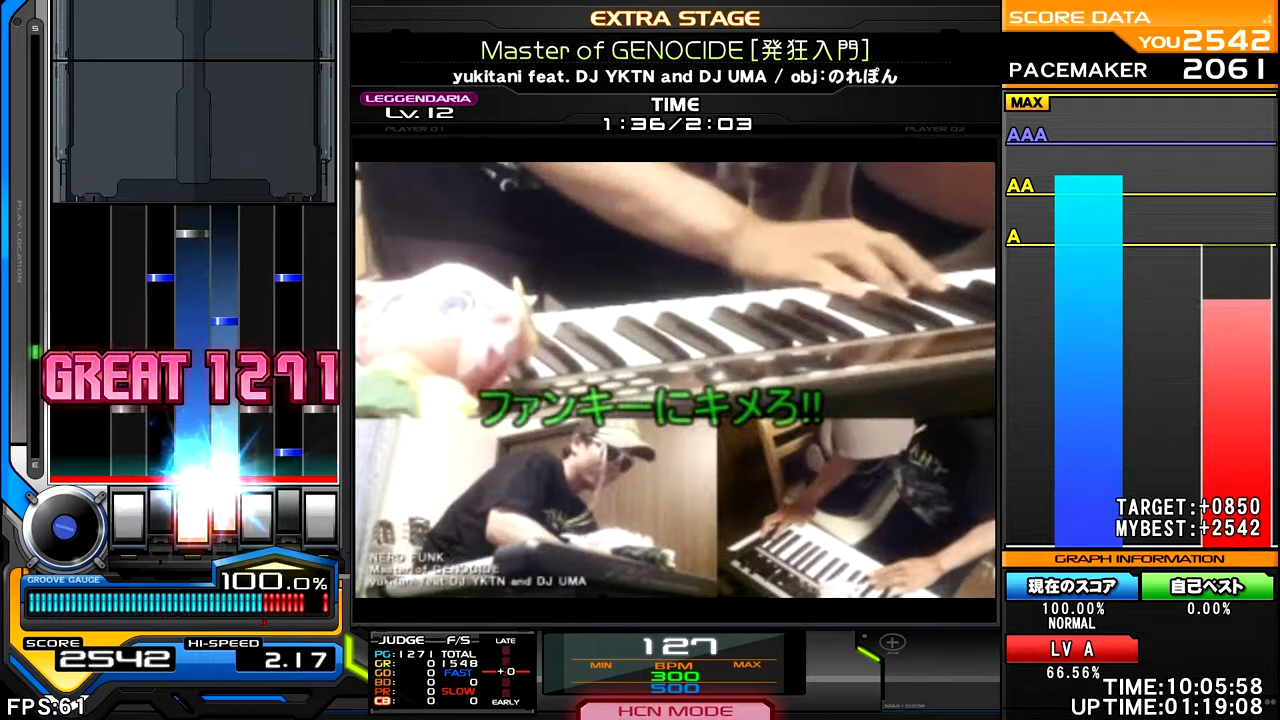 EXTRA STAGE
Master of GENOCIDE [発狂入門]
yukitani feat. DJ YKTN and DJ UMA / obj:のれぽん
LEGGENDARIA
Lv. 12
TIME
1:36/2:03
PLAYER 01
PLAYER 02
SCORE DATA
YOU 2542
PACEMAKER 2061
MAX
AAA
AA
A
TARGET:+0850
MYBEST:+2542
GRAPH INFORMATION
現在のスコア
自己ベスト
100.00%
0.00%
NORMAL
LV A
66.56%
TIME:10:05:58
UP TIME:01:19:08
PLAY LOCATION
GREAT 1271
ファンキーにキメろ!!
NERD FUNK
Master of GENOCIDE
yukitani feat DJ YKTN and DJ UMA
GROOVE GAUGE
100.0%
SCORE
2542
HI-SPEED
2.17
FPS:61
JUDGE F/S
LATE
PG:1271 TOTAL
GR: 0 1548
GD: 0 FAST
BD: 0 0
PR: 0 SLOW
CB: 0 0
+0
EARLY
127
MIN BPM MAX
300
500
HCN MODE